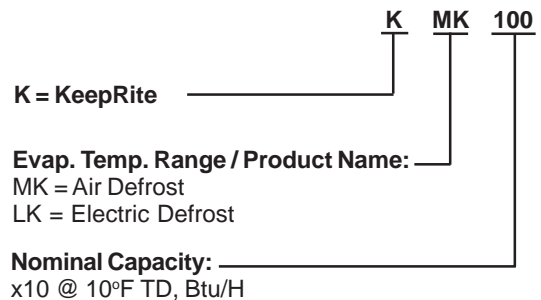 K MK 100
K = KeepRite
Evap. Temp. Range / Product Name:
MK = Air Defrost
LK = Electric Defrost
Nominal Capacity:
x10 @ 10°F TD, Btu/H